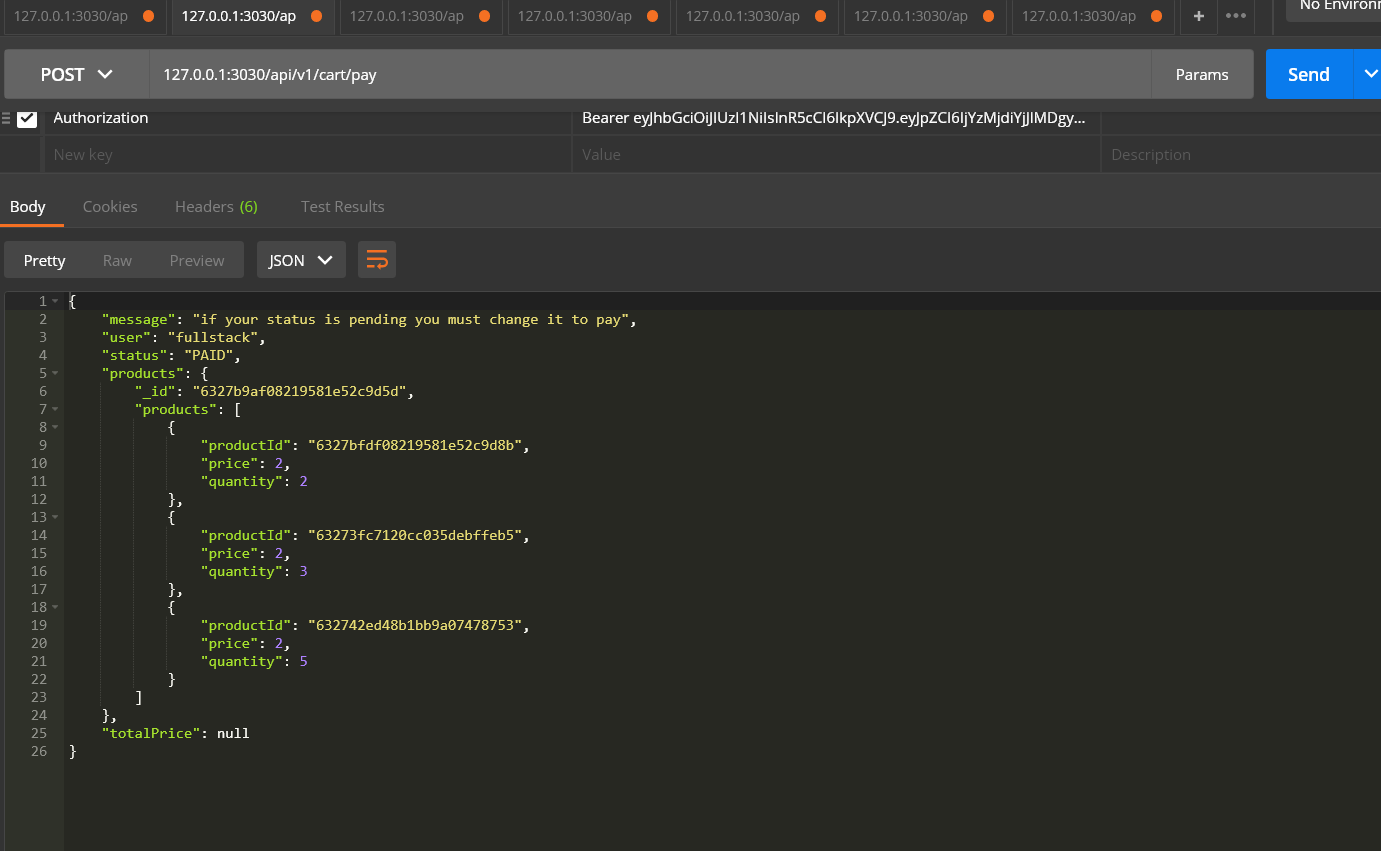 127.0.0.1:3030/ap 127.0.0.1:3030/ap 127.0.0.1:3030/ap 127.0.0.1:3030/ap 127.0.0.1:3030/ap 127.0.0.1:3030/ap 127.0.0.1:3030/ap + ••• No Environm
POST 127.0.0.1:3030/api/v1/cart/pay Params Send
Authorization Bearer eyJhbGciOiJIUzI1NiIsInR5cCI6IkpXVCJ9.eyJpZCI6IjYzMjdiYjJlMDgy...
New key Value Description
Body Cookies Headers (6) Test Results
Pretty Raw Preview JSON
1 {
2 "message": "if your status is pending you must change it to pay",
3 "user": "fullstack",
4 "status": "PAID",
5 "products": {
6 "_id": "6327b9af08219581e52c9d5d",
7 "products": [
8 {
9 "productId": "6327bfdf08219581e52c9d8b",
10 "price": 2,
11 "quantity": 2
12 },
13 {
14 "productId": "63273fc7120cc035debffeb5",
15 "price": 2,
16 "quantity": 3
17 },
18 {
19 "productId": "632742ed48b1bb9a07478753",
20 "price": 2,
21 "quantity": 5
22 }
23 ]
24 },
25 "totalPrice": null
26 }